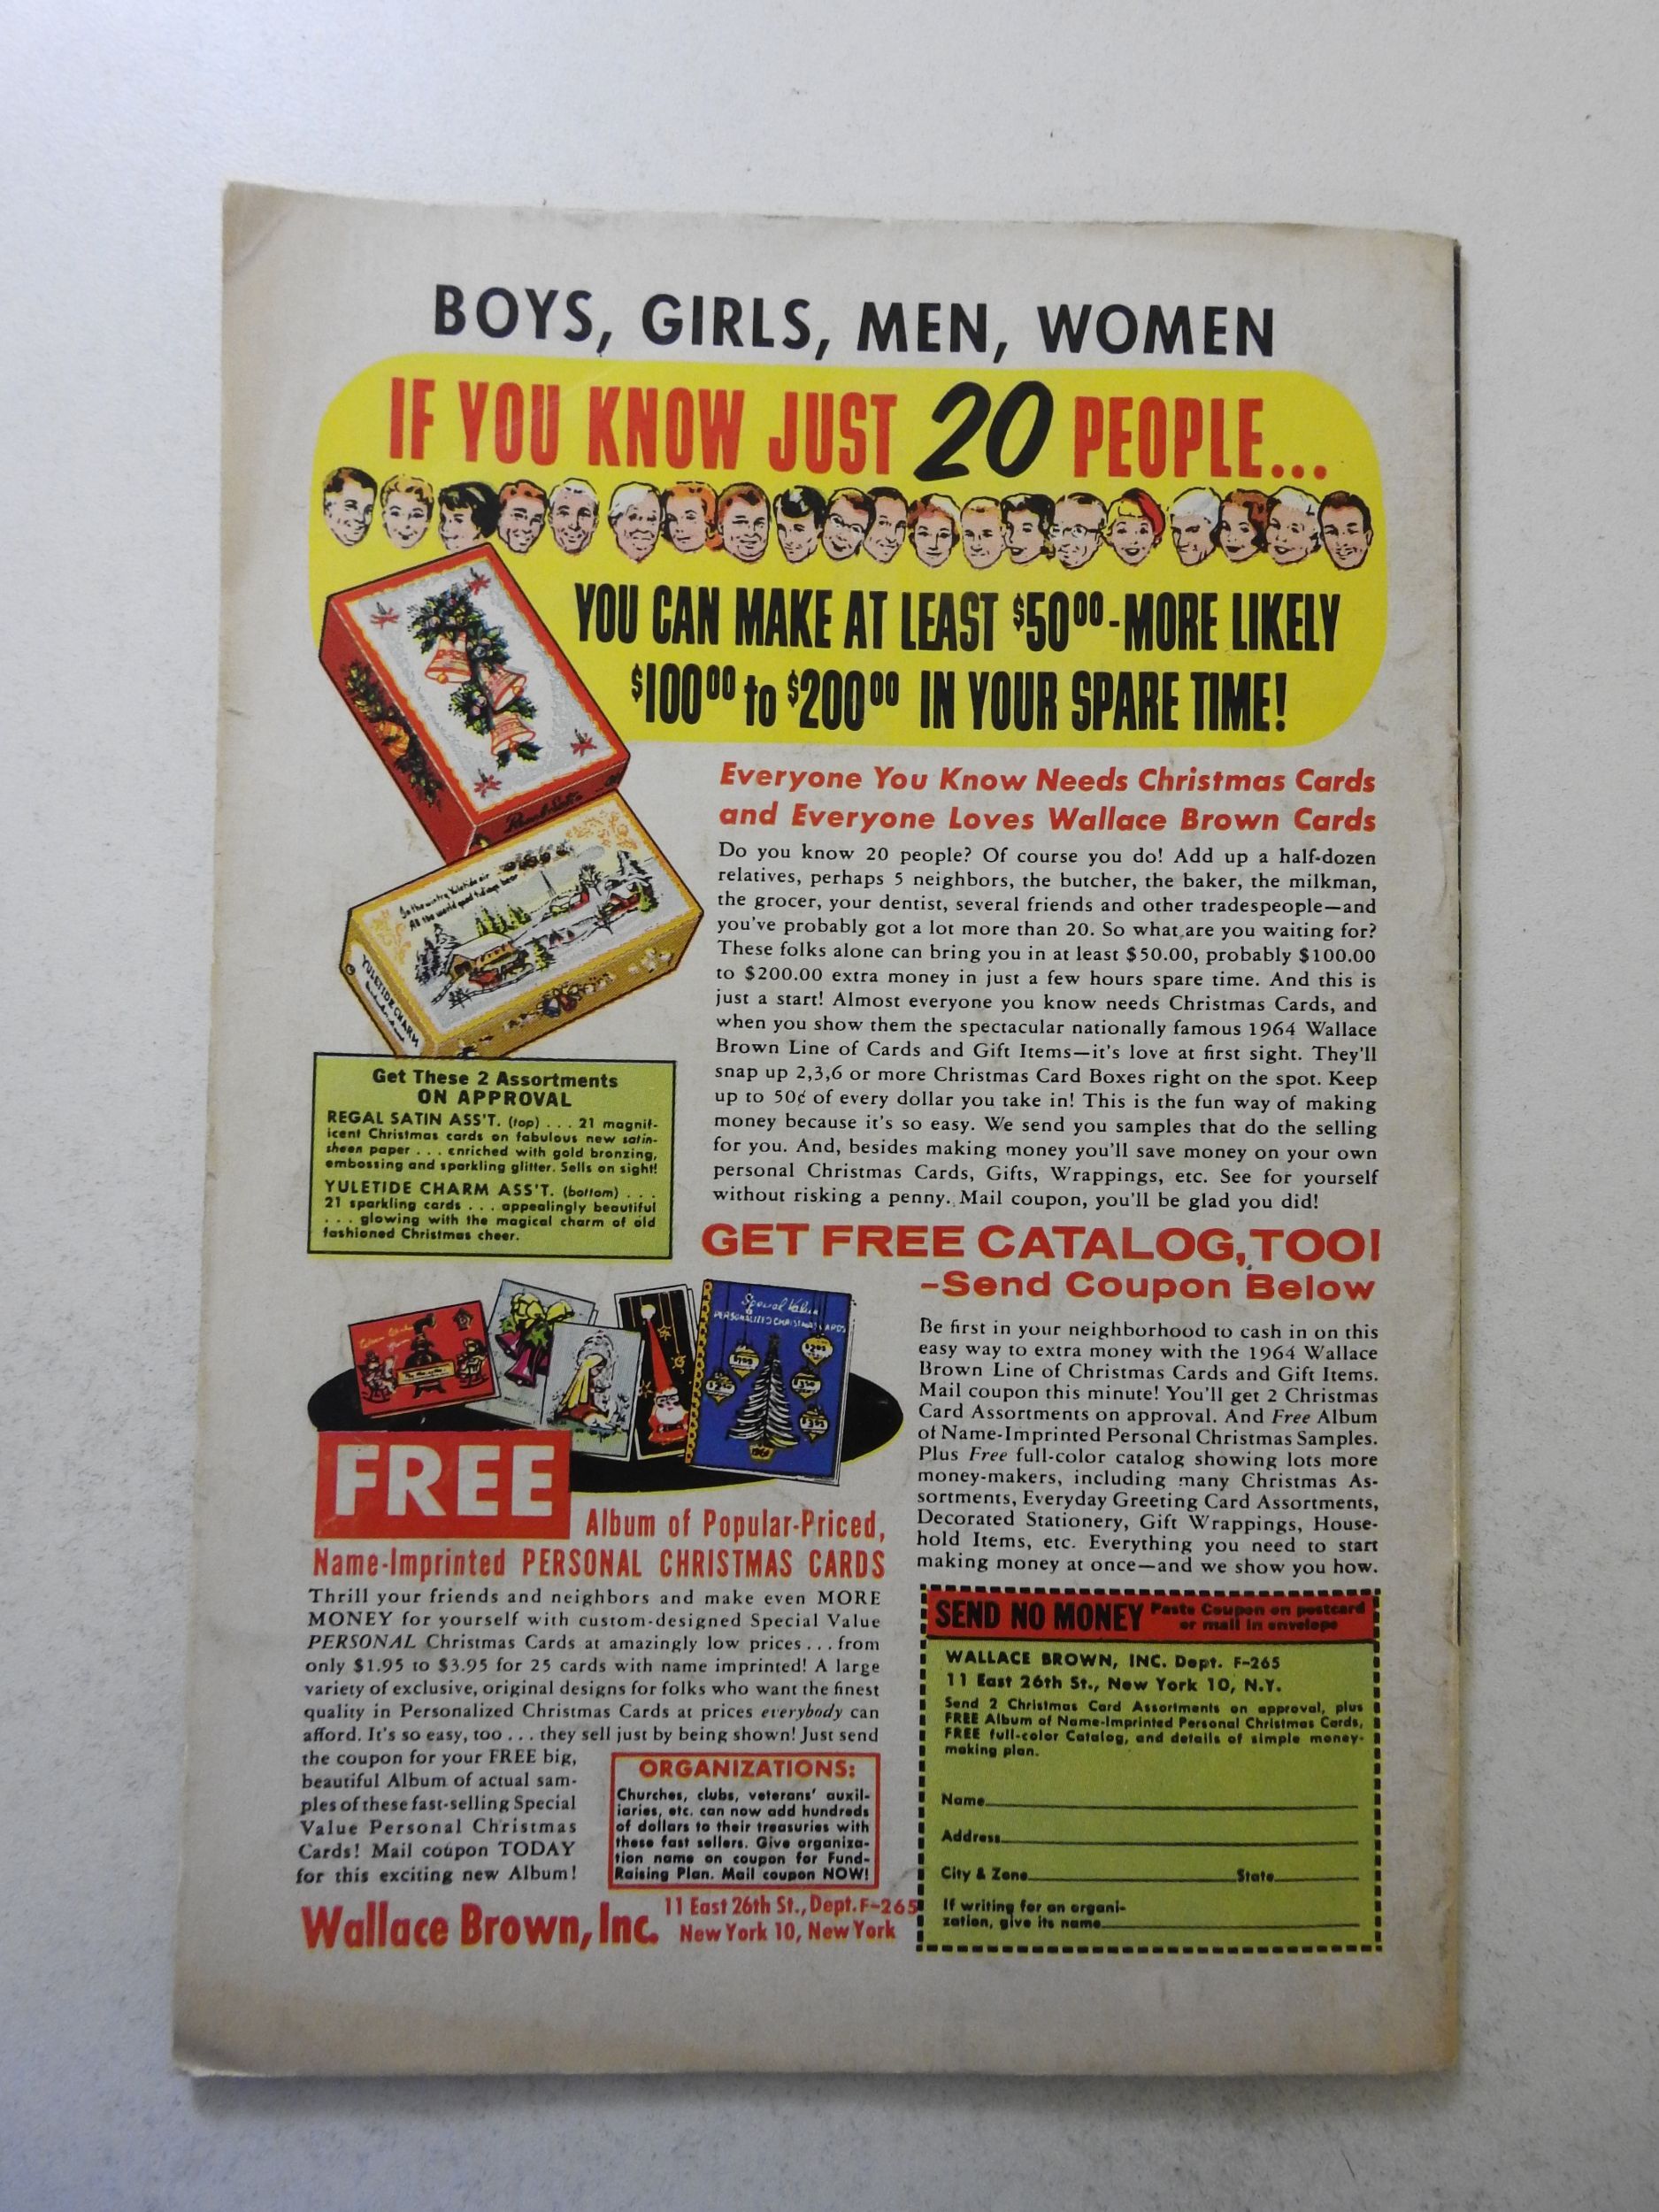 BOYS, GIRLS, MEN, WOMEN
IF YOU KNOW JUST 20 PEOPLE...
YOU CAN MAKE AT LEAST $50⁰⁰-MORE LIKELY
$100⁰⁰ to $200⁰⁰ IN YOUR SPARE TIME!
In the wintry Yuletide air
All the world good tidings bear
YULETIDE CHARM
Everyone You Know Needs Christmas Cards
and Everyone Loves Wallace Brown Cards
Do you know 20 people? Of course you do! Add up a half-dozen
relatives, perhaps 5 neighbors, the butcher, the baker, the milkman,
the grocer, your dentist, several friends and other tradespeople—and
you've probably got a lot more than 20. So what are you waiting for?
These folks alone can bring you in at least $50.00, probably $100.00
to $200.00 extra money in just a few hours spare time. And this is
just a start! Almost everyone you know needs Christmas Cards, and
when you show them the spectacular nationally famous 1964 Wallace
Brown Line of Cards and Gift Items—it's love at first sight. They'll
snap up 2,3,6 or more Christmas Card Boxes right on the spot. Keep
up to 50¢ of every dollar you take in! This is the fun way of making
money because it's so easy. We send you samples that do the selling
for you. And, besides making money you'll save money on your own
personal Christmas Cards, Gifts, Wrappings, etc. See for yourself
without risking a penny. Mail coupon, you'll be glad you did!
Get These 2 Assortments
ON APPROVAL
REGAL SATIN ASS'T. (top) . . . 21 magnif-
icent Christmas cards on fabulous new satin-
sheen paper . . . enriched with gold bronzing,
embossing and sparkling glitter. Sells on sight!
YULETIDE CHARM ASS'T. (bottom) . . .
21 sparkling cards . . . appealingly beautiful
. . . glowing with the magical charm of old
fashioned Christmas cheer.
GET FREE CATALOG,TOO!
-Send Coupon Below
Be first in your neighborhood to cash in on this
easy way to extra money with the 1964 Wallace
Brown Line of Christmas Cards and Gift Items.
Mail coupon this minute! You'll get 2 Christmas
Card Assortments on approval. And Free Album
of Name-Imprinted Personal Christmas Samples.
Plus Free full-color catalog showing lots more
money-makers, including many Christmas As-
sortments, Everyday Greeting Card Assortments,
Decorated Stationery, Gift Wrappings, House-
hold Items, etc. Everything you need to start
making money at once—and we show you how.
Special Value
PERSONALIZED CHRISTMAS CARDS
1964
FREE
Album of Popular-Priced,
Name-Imprinted PERSONAL CHRISTMAS CARDS
Thrill your friends and neighbors and make even MORE
MONEY for yourself with custom-designed Special Value
PERSONAL Christmas Cards at amazingly low prices . . . from
only $1.95 to $3.95 for 25 cards with name imprinted! A large
variety of exclusive, original designs for folks who want the finest
quality in Personalized Christmas Cards at prices everybody can
afford. It's so easy, too . . . they sell just by being shown! Just send
the coupon for your FREE big,
beautiful Album of actual sam-
ples of these fast-selling Special
Value Personal Christmas
Cards! Mail coupon TODAY
for this exciting new Album!
ORGANIZATIONS:
Churches, clubs, veterans' auxil-
iaries, etc. can now add hundreds
of dollars to their treasuries with
these fast sellers. Give organiza-
tion name on coupon for Fund-
Raising Plan. Mail coupon NOW!
Wallace Brown, Inc.
11 East 26th St., Dept. F-265
New York 10, New York
SEND NO MONEY Paste Coupon on postcard
or mail in envelope
WALLACE BROWN, INC. Dept. F-265
11 East 26th St., New York 10, N.Y.
Send 2 Christmas Card Assortments on approval, plus
FREE Album of Name-Imprinted Personal Christmas Cards,
FREE full-color Catalog, and details of simple money-
making plan.
Name
Address
City & Zone State
If writing for an organi-
zation, give its name